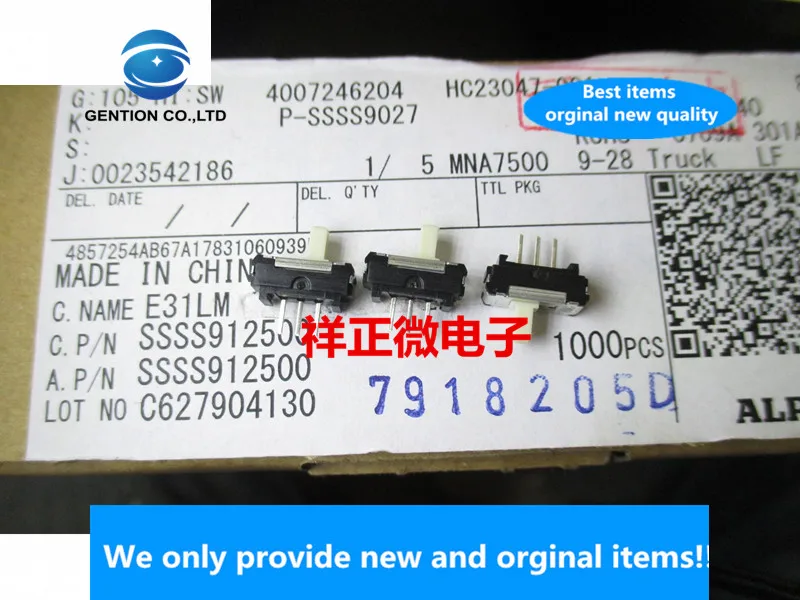 GENTION CO.,LTD
Best items
orginal new quality
G:105 SW 4007246204 HC23047
K: P-SSSS9027 40
S: 301A
J:0023542186 1/ 5 MNA7500 9-28 Truck LF
DEL. DATE / / DEL. Q'TY TTL PKG
4857254AB67A17831060939
MADE IN CHIN
C. NAME E31LM
C. P/N SSSS91250
A. P/N SSSS912500
LOT NO C627904130
1000PCS
祥正微电子
7918205D
ALP
We only provide new and orginal items!!